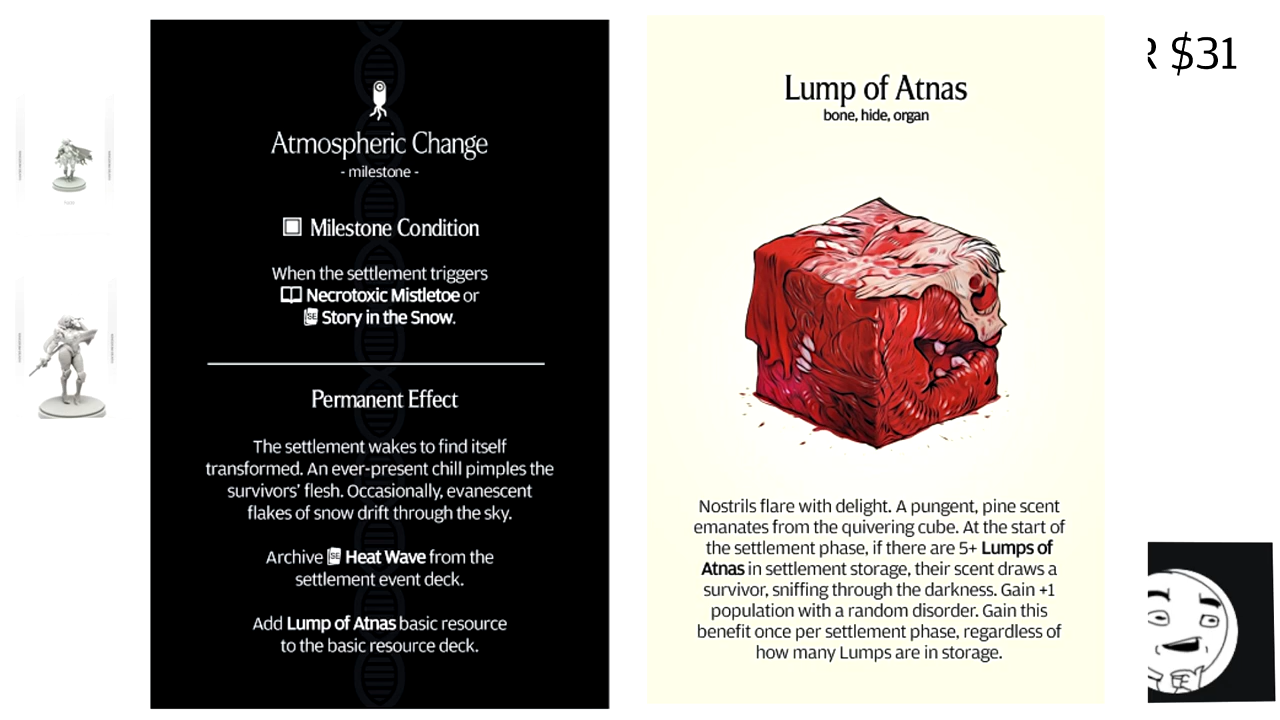 Atmospheric Change
- milestone -
Milestone Condition
When the settlement triggers
Necrotoxic Mistletoe or
SE Story in the Snow.
Permanent Effect
The settlement wakes to find itself
transformed. An ever-present chill pimples the
survivors' flesh. Occasionally, evanescent
flakes of snow drift through the sky.
Archive SE Heat Wave from the
settlement event deck.
Add Lump of Atnas basic resource
to the basic resource deck.
Lump of Atnas
bone, hide, organ
Nostrils flare with delight. A pungent, pine scent
emanates from the quivering cube. At the start of
the settlement phase, if there are 5+ Lumps of
Atnas in settlement storage, their scent draws a
survivor, sniffing through the darkness. Gain +1
population with a random disorder. Gain this
benefit once per settlement phase, regardless of
how many Lumps are in storage.
R $31